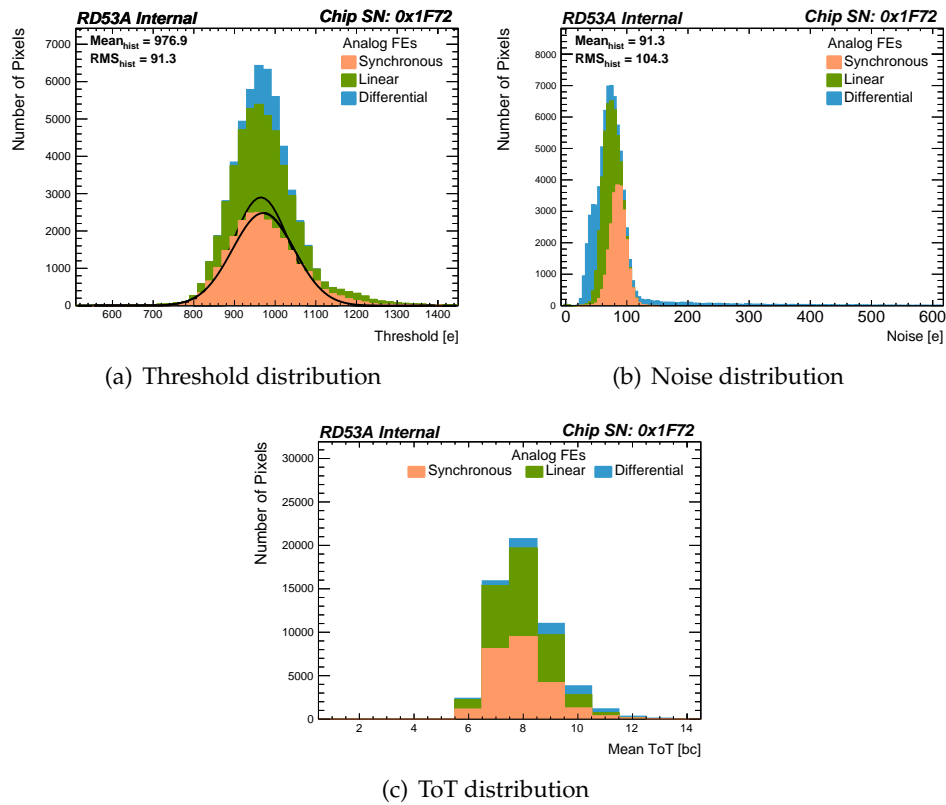 RD53A Internal
Chip SN: 0x1F72
Mean_hist = 976.9
RMS_hist = 91.3
Analog FEs
Synchronous
Linear
Differential
Number of Pixels
7000
6000
5000
4000
3000
2000
1000
0
600 700 800 900 1000 1100 1200 1300 1400
Threshold [e]
(a) Threshold distribution
RD53A Internal
Chip SN: 0x1F72
Mean_hist = 91.3
RMS_hist = 104.3
Analog FEs
Synchronous
Linear
Differential
Number of Pixels
8000
7000
6000
5000
4000
3000
2000
1000
0
0 100 200 300 400 500 600
Noise [e]
(b) Noise distribution
RD53A Internal
Chip SN: 0x1F72
Analog FEs
Synchronous Linear Differential
Number of Pixels
30000
25000
20000
15000
10000
5000
0
2 4 6 8 10 12 14
Mean ToT [bc]
(c) ToT distribution